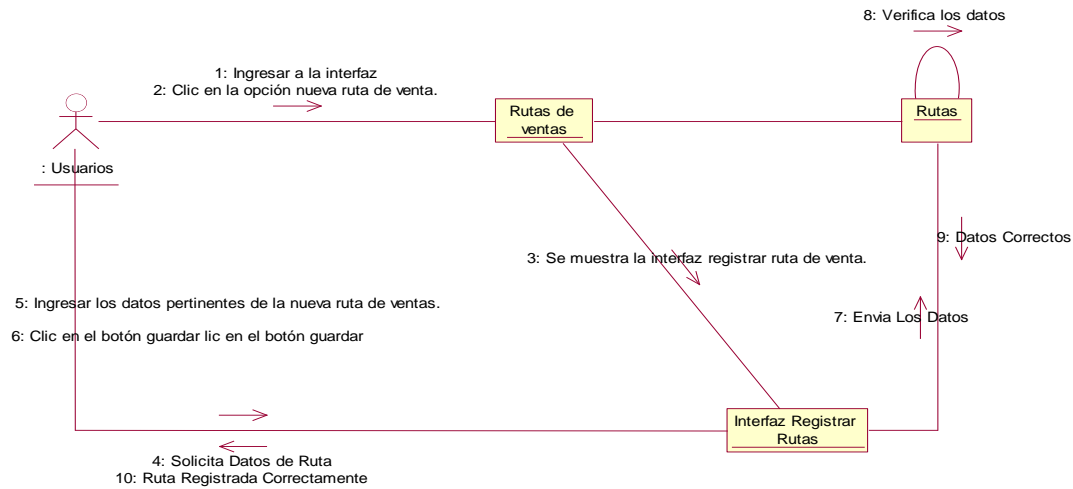 8: Verifica los datos
1: Ingresar a la interfaz
2: Clic en la opción nueva ruta de venta.
Rutas de
ventas
Rutas
: Usuarios
9: Datos Correctos
3: Se muestra la interfaz registrar ruta de venta.
5: Ingresar los datos pertinentes de la nueva ruta de ventas.
7: Envia Los Datos
6: Clic en el botón guardar lic en el botón guardar
Interfaz Registrar
Rutas
4: Solicita Datos de Ruta
10: Ruta Registrada Correctamente